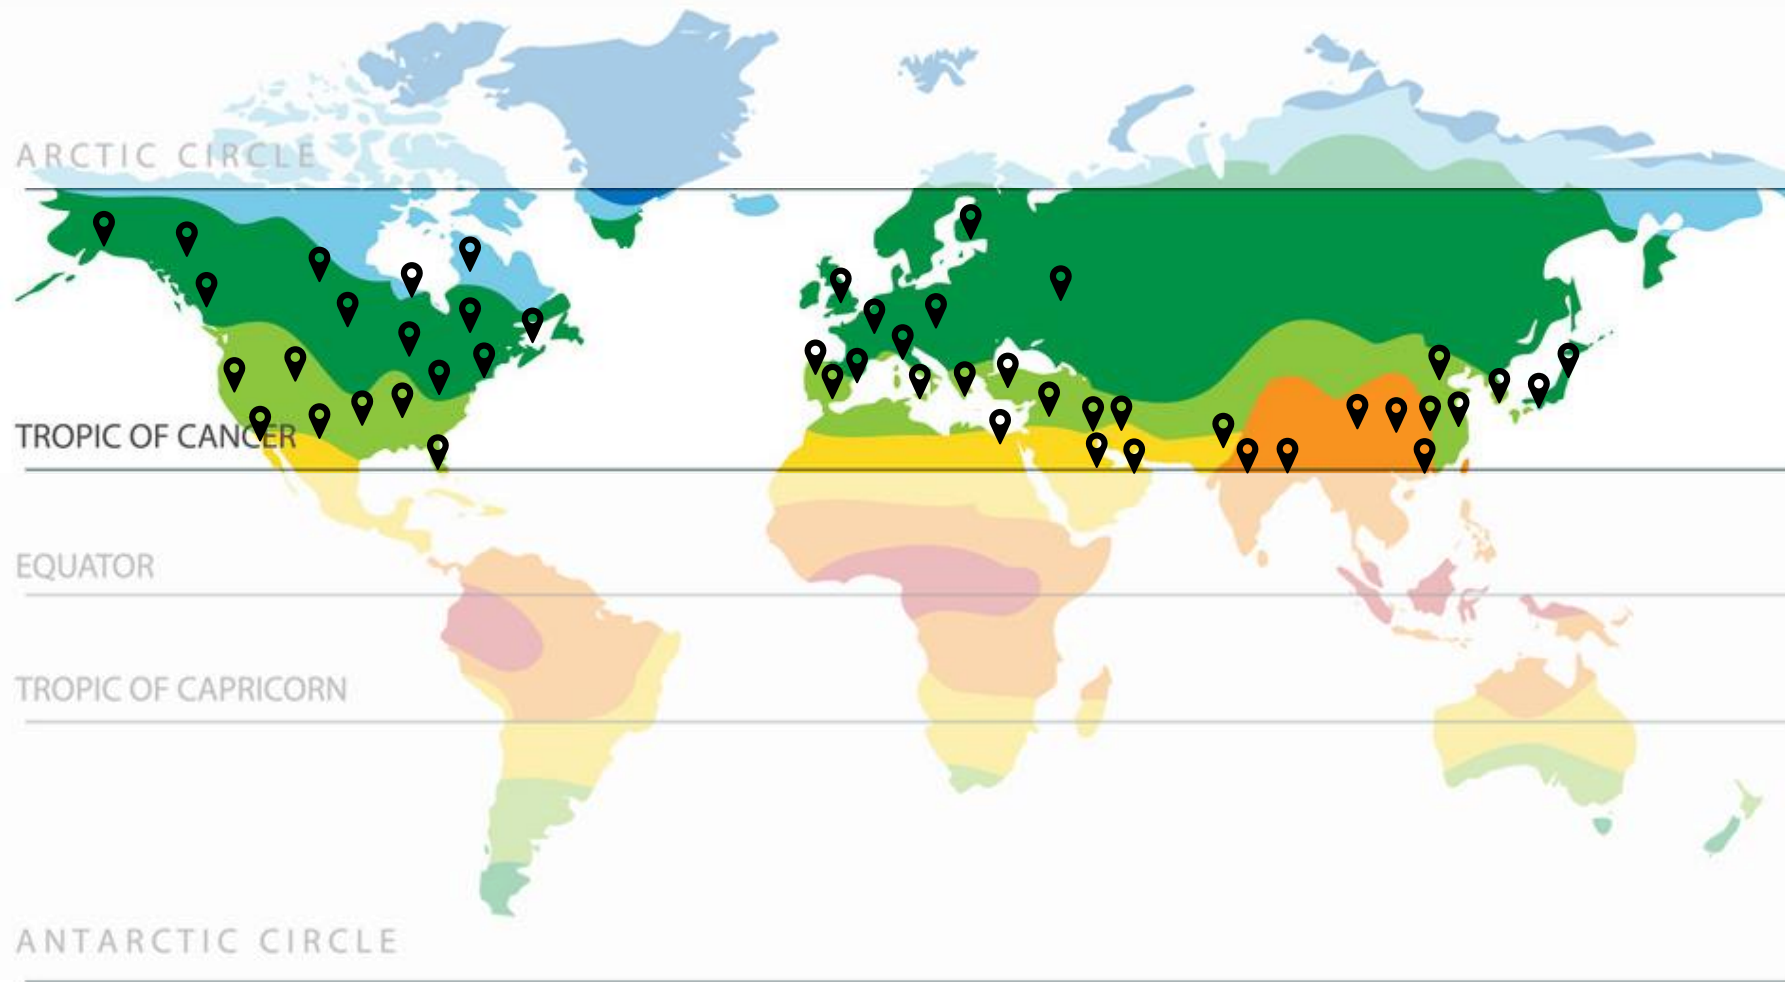 ARCTIC CIRCLE
TROPIC OF CANCER
EQUATOR
TROPIC OF CAPRICORN
ANTARCTIC CIRCLE